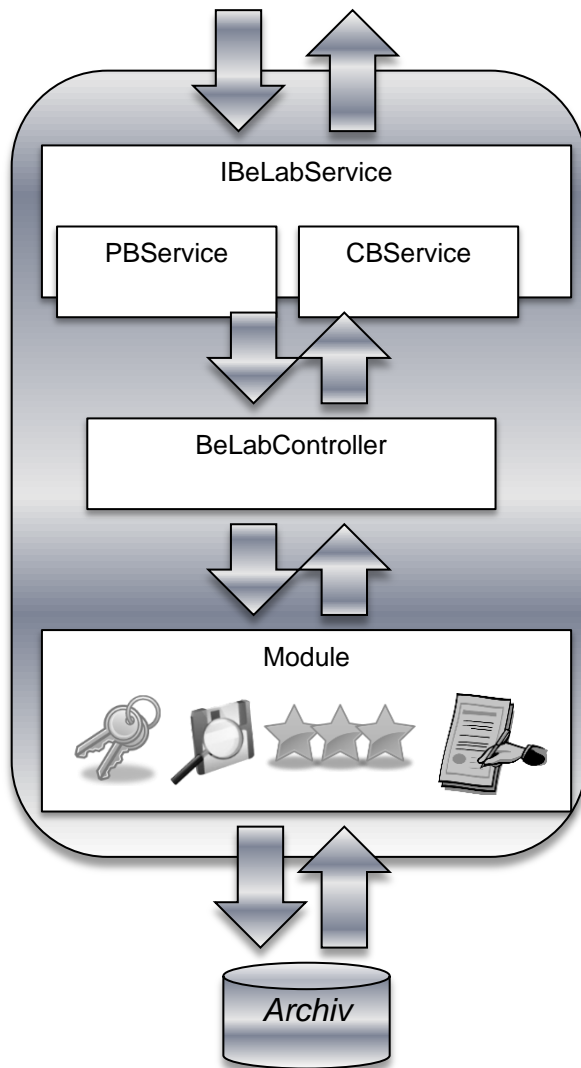 IBeLabService
PBService
CBService
BeLabController
Module
Archiv